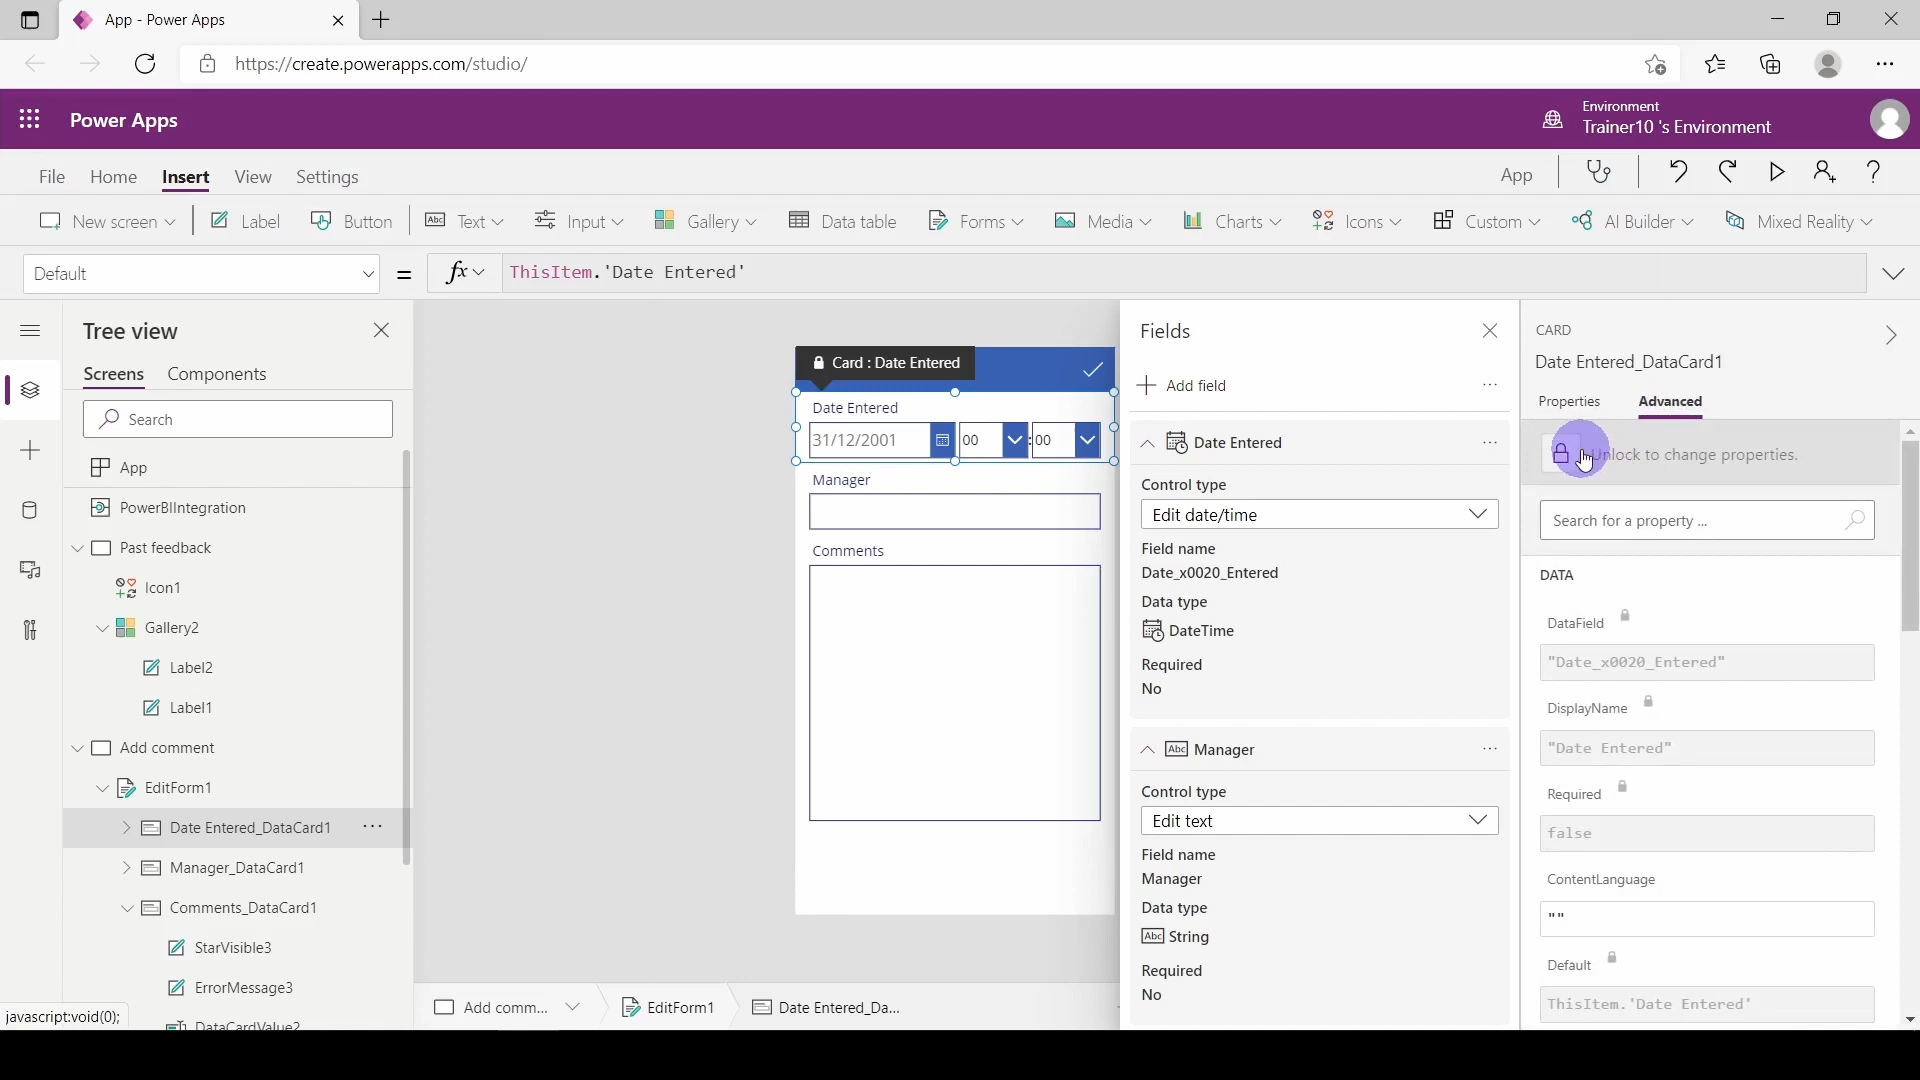 App - Power Apps
https://create.powerapps.com/studio/
Power Apps
Environment
Trainer10 's Environment
File Home Insert View Settings App
New screen Label Button Abc Text Input Gallery Data table Forms Media Charts Icons Custom AI Builder Mixed Reality
Default = fx ThisItem.'Date Entered'
Tree view
Screens Components
Search
App
PowerBIIntegration
Past feedback
Icon1
Gallery2
Label2
Label1
Add comment
EditForm1
Date Entered_DataCard1
Manager_DataCard1
Comments_DataCard1
StarVisible3
ErrorMessage3
DataCardValue2
javascript:void(0);
Card : Date Entered
Date Entered
31/12/2001 00 : 00
Manager
Comments
Add comm... EditForm1 Date Entered_Da...
Fields
Add field
Date Entered
Control type
Edit date/time
Field name
Date_x0020_Entered
Data type
DateTime
Required
No
Abc Manager
Control type
Edit text
Field name
Manager
Data type
Abc String
Required
No
CARD
Date Entered_DataCard1
Properties Advanced
Unlock to change properties.
Search for a property ...
DATA
DataField
"Date_x0020_Entered"
DisplayName
"Date Entered"
Required
false
ContentLanguage
""
Default
ThisItem.'Date Entered'